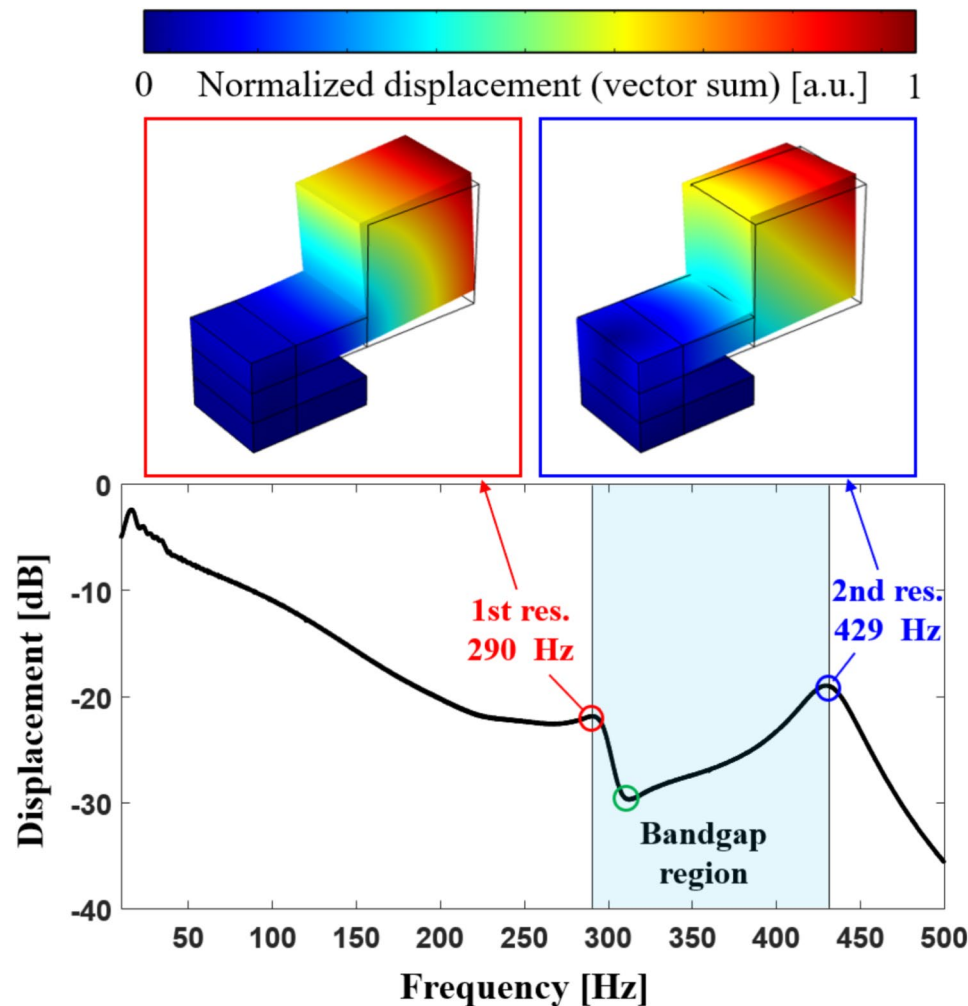 0 Normalized displacement (vector sum) [a.u.] 1
0
-10
-20
-30
-40
Displacement [dB]
1st res.
290 Hz
2nd res.
429 Hz
Bandgap
region
50 100 150 200 250 300 350 400 450 500
Frequency [Hz]